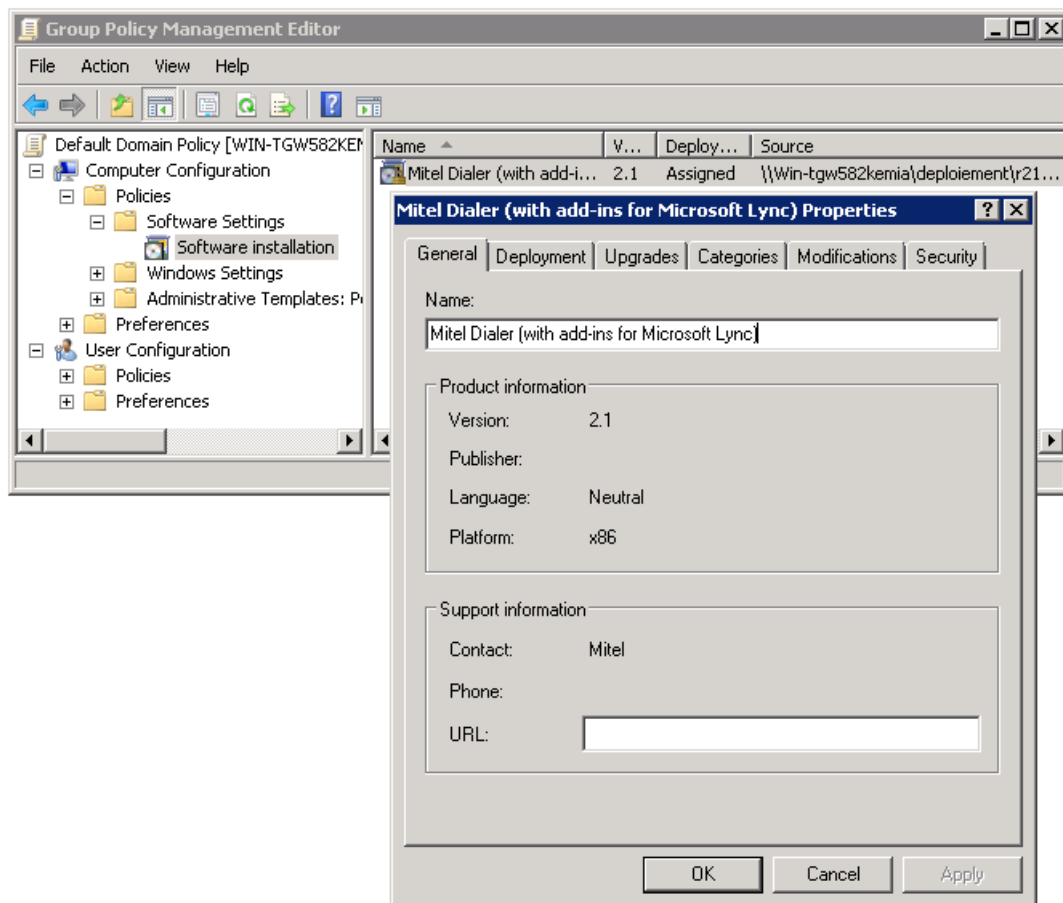 Group Policy Management Editor
File Action View Help
Default Domain Policy [WIN-TGW582KEM
Computer Configuration
Policies
Software Settings
Software installation
Windows Settings
Administrative Templates: Po
Preferences
User Configuration
Policies
Preferences
Name V... Deploy... Source
Mitel Dialer (with add-i... 2.1 Assigned \\Win-tgw582kemia\deploiement\r21...
Mitel Dialer (with add-ins for Microsoft Lync) Properties
General Deployment Upgrades Categories Modifications Security
Name:
Mitel Dialer (with add-ins for Microsoft Lync)
Product information
Version: 2.1
Publisher:
Language: Neutral
Platform: x86
Support information
Contact: Mitel
Phone:
URL:
OK Cancel Apply